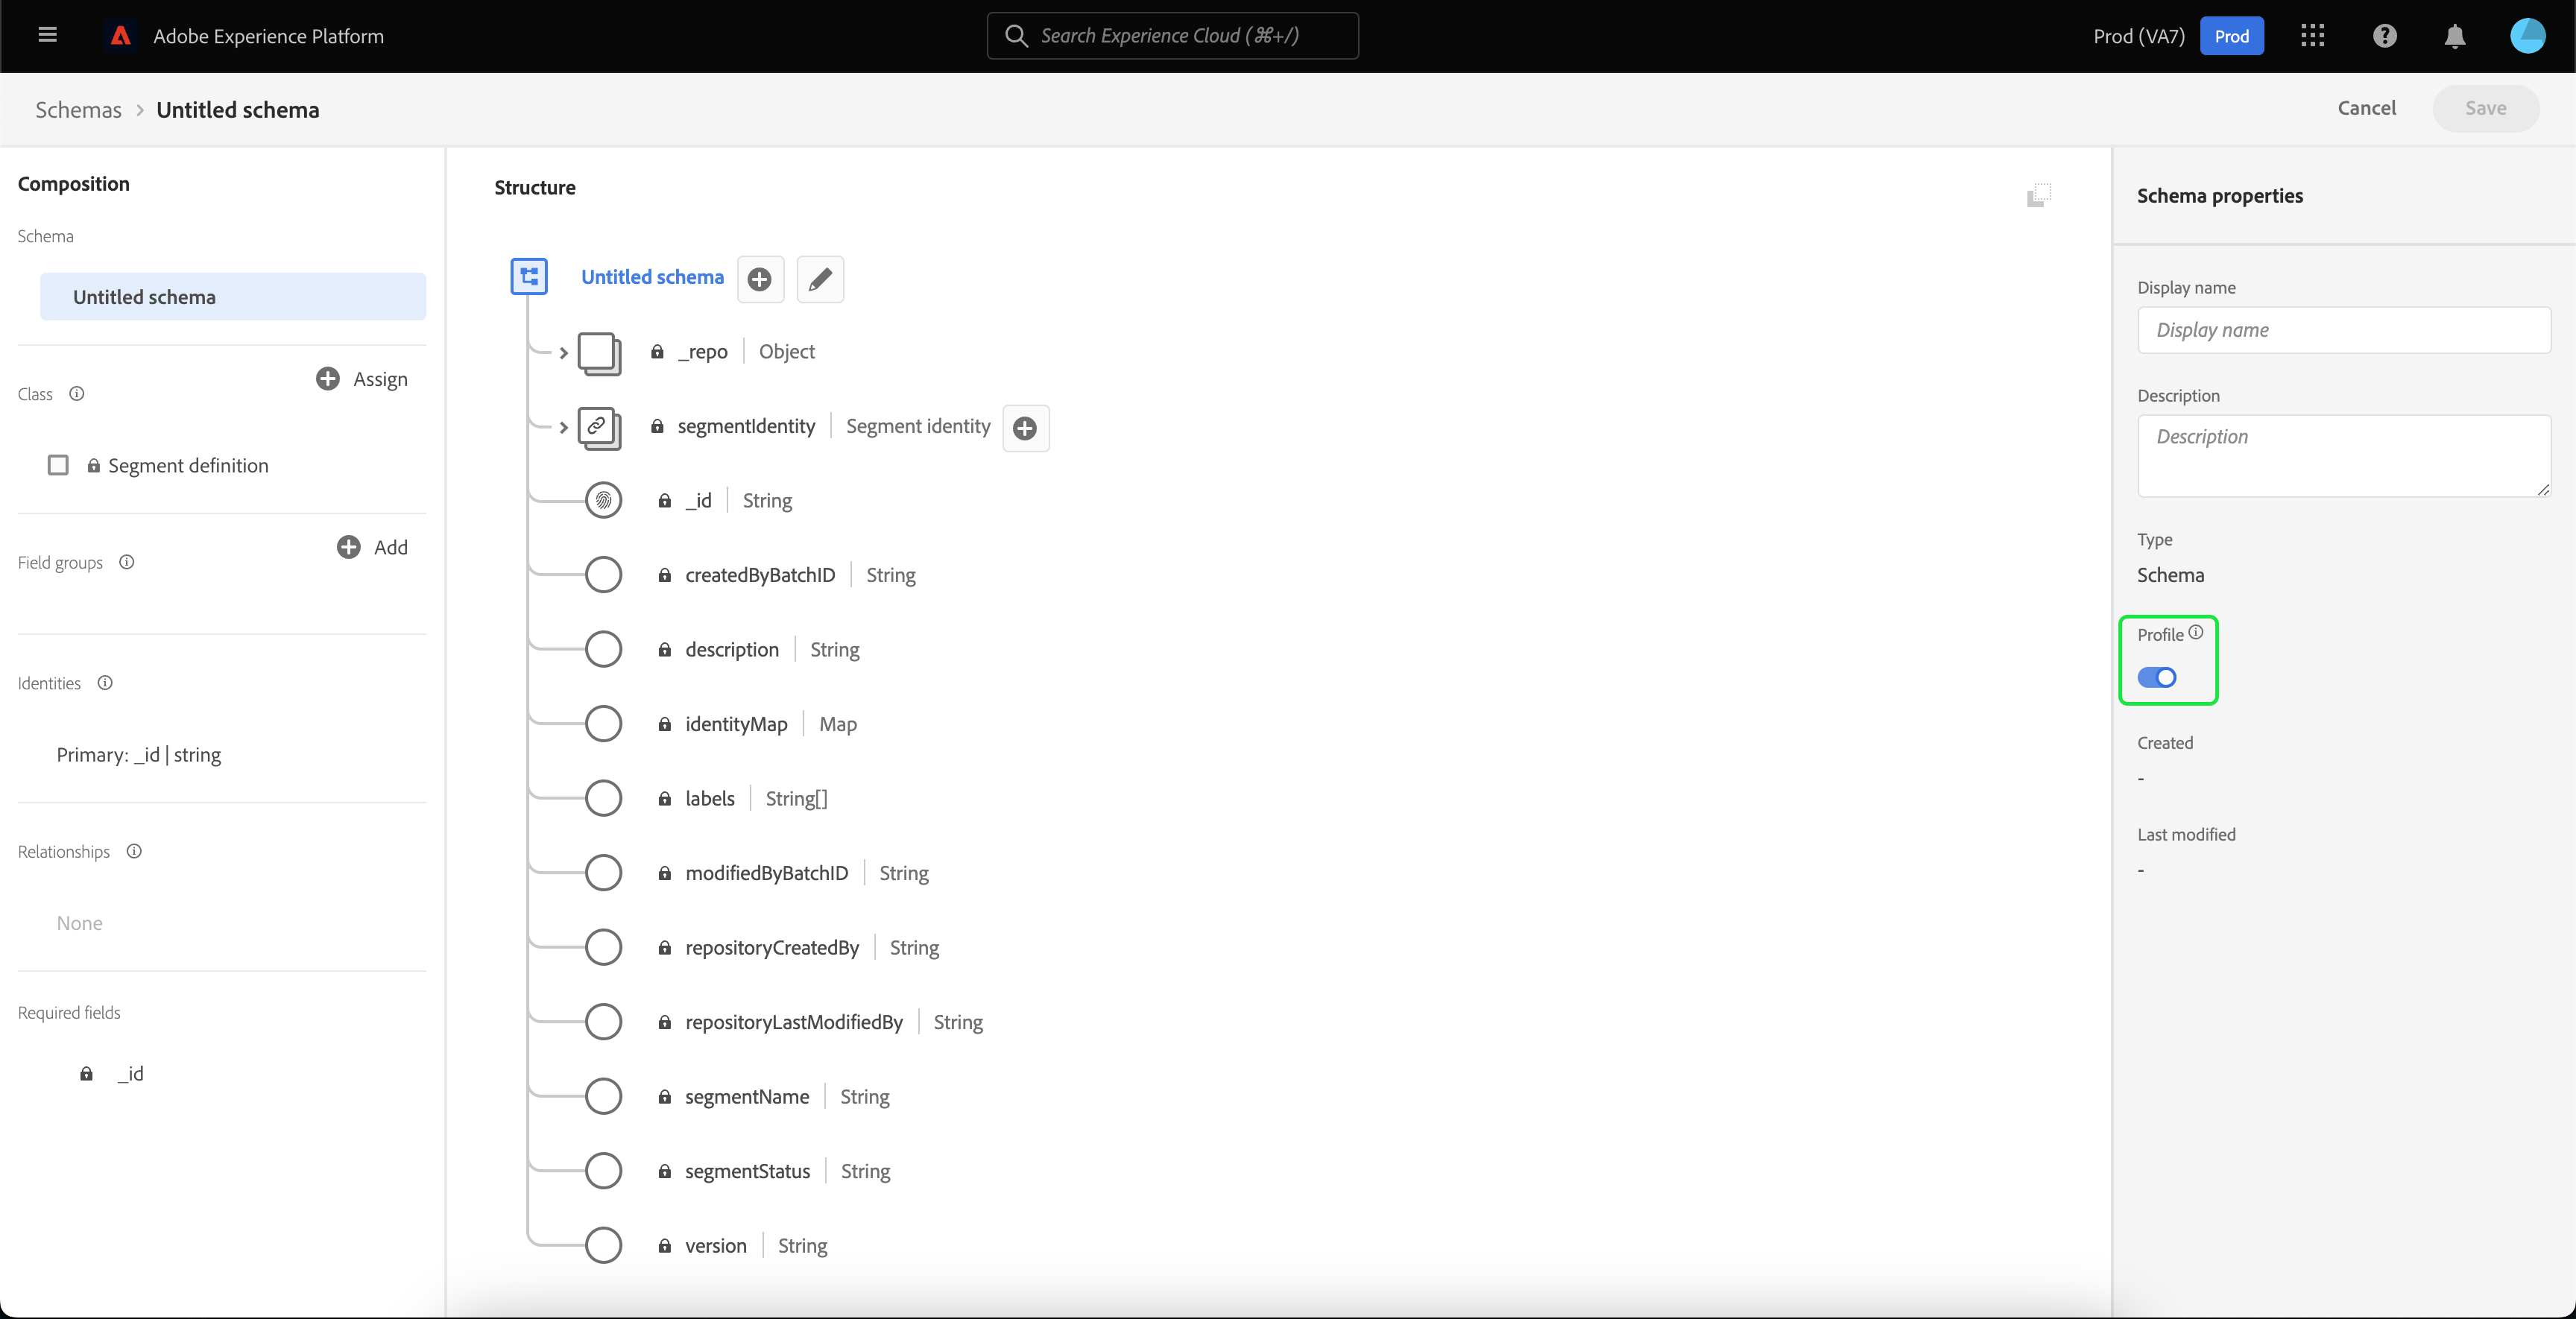 Adobe Experience Platform
Search Experience Cloud (⌘+/)
Prod (VA7)
Prod
Schemas > Untitled schema
Cancel
Save
Composition
Schema
Untitled schema
Class
Assign
Segment definition
Field groups
Add
Identities
Primary: _id | string
Relationships
None
Required fields
_id
Structure
Untitled schema
_repo | Object
segmentIdentity | Segment identity
_id | String
createdByBatchID | String
description | String
identityMap | Map
labels | String[]
modifiedByBatchID | String
repositoryCreatedBy | String
repositoryLastModifiedBy | String
segmentName | String
segmentStatus | String
version | String
Schema properties
Display name
Display name
Description
Description
Type
Schema
Profile
Created
-
Last modified
-